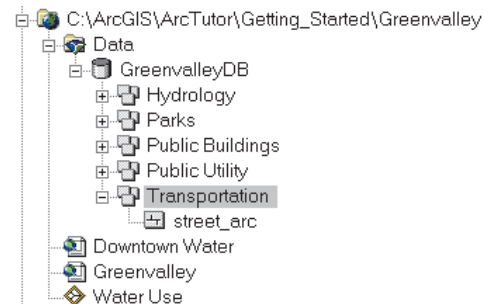 C:\ArcGIS\ArcTutor\Getting_Started\Greenvalley
Data
GreenvalleyDB
Hydrology
Parks
Public Buildings
Public Utility
Transportation
street_arc
Downtown Water
Greenvalley
Water Use